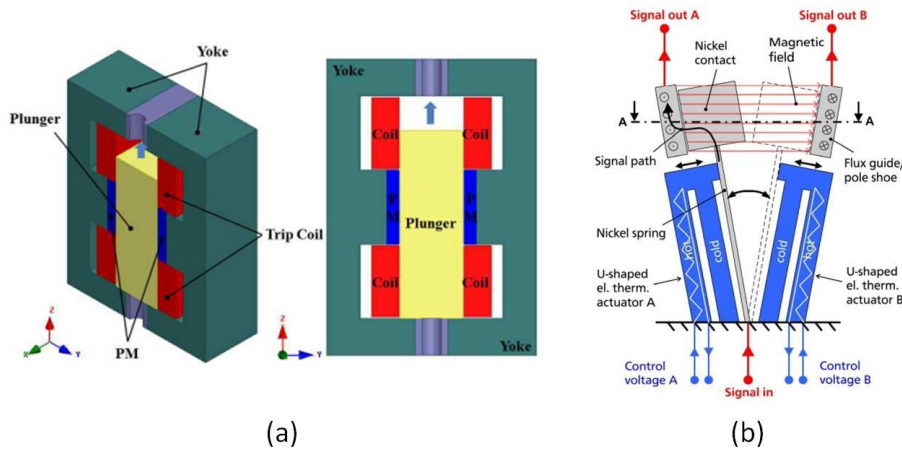 Yoke
Plunger
Trip Coil
PM
Z
X
Y
Yoke
Coil
Coil
P
M
Plunger
Coil
Coil
Yoke
Z
Y
(a)
Signal out A
Signal out B
Nickel
contact
Magnetic
field
A
A
Signal path
Flux guide/
pole shoe
Nickel spring
hot
cold
cold
hot
U-shaped
el. therm.
actuator A
U-shaped
el. therm.
actuator B
Control
voltage A
Signal in
Control
voltage B
(b)